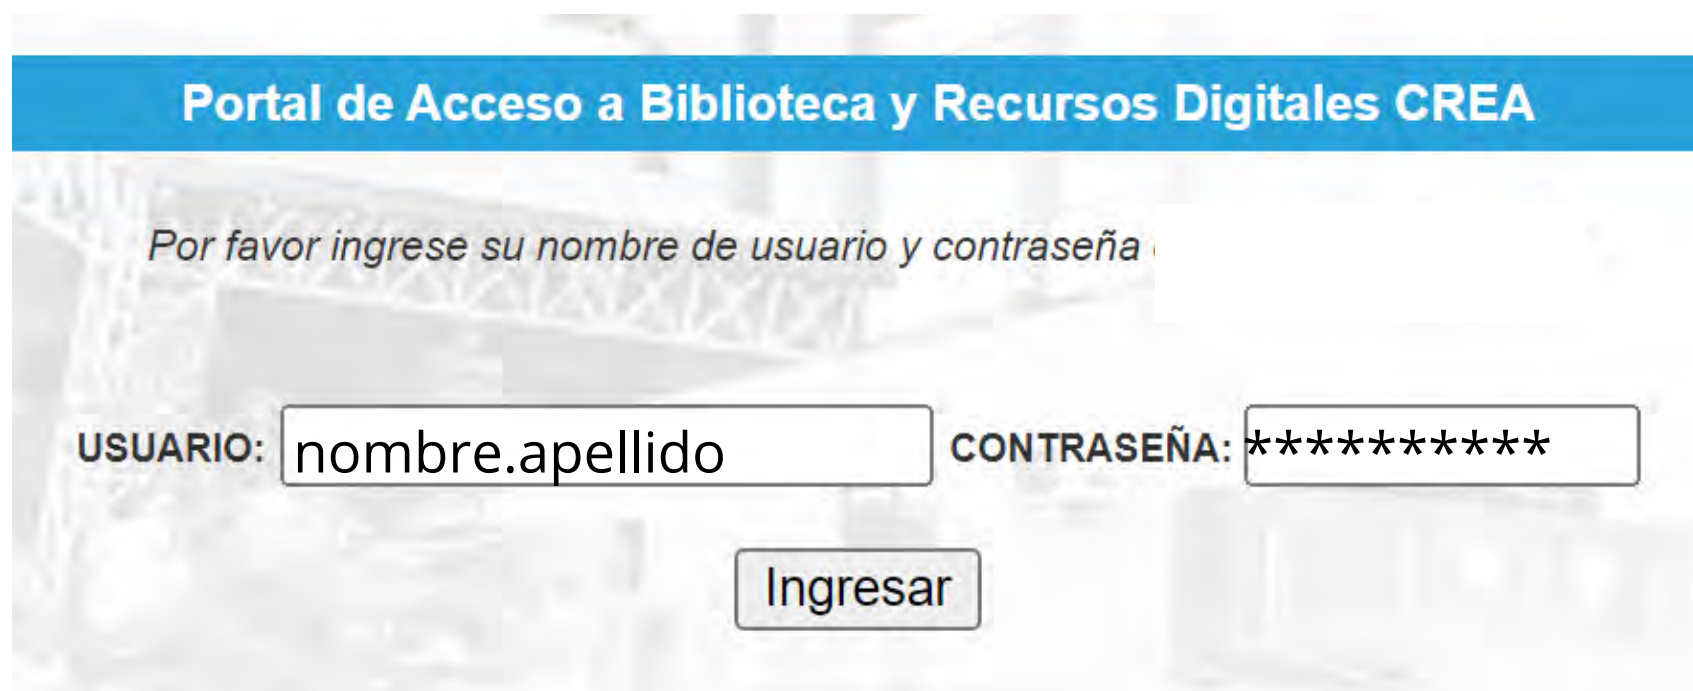 Portal de Acceso a Biblioteca y Recursos Digitales CREA
Por favor ingrese su nombre de usuario y contraseña
USUARIO: nombre.apellido CONTRASEÑA: **********
Ingresar